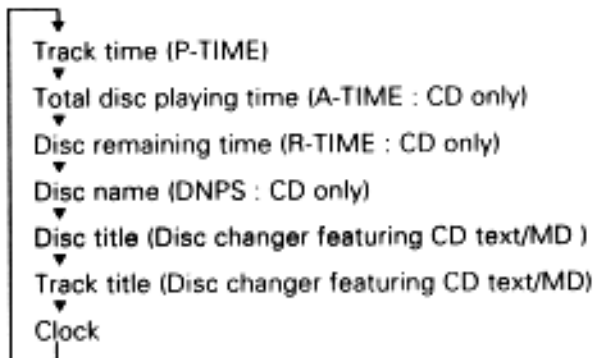 Track time (P-TIME)
Total disc playing time (A-TIME : CD only)
Disc remaining time (R-TIME : CD only)
Disc name (DNPS : CD only)
Disc title (Disc changer featuring CD text/MD )
Track title (Disc changer featuring CD text/MD)
Clock